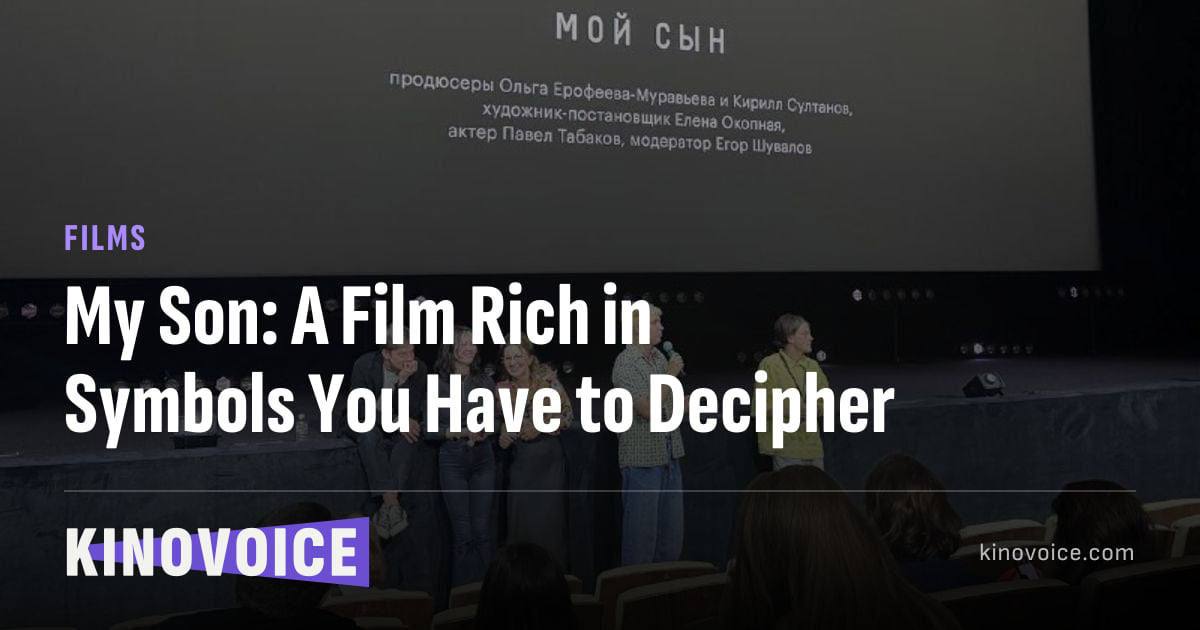 МОЙ СЫН
продюсеры Ольга Ерофеева-Муравьева и Кирилл Султанов,
художник-постановщик Елена Окопная,
актер Павел Табаков, модератор Егор Шувалов
FILMS
My Son: A Film Rich in
Symbols You Have to Decipher
KINOVOICE
kinovoice.com